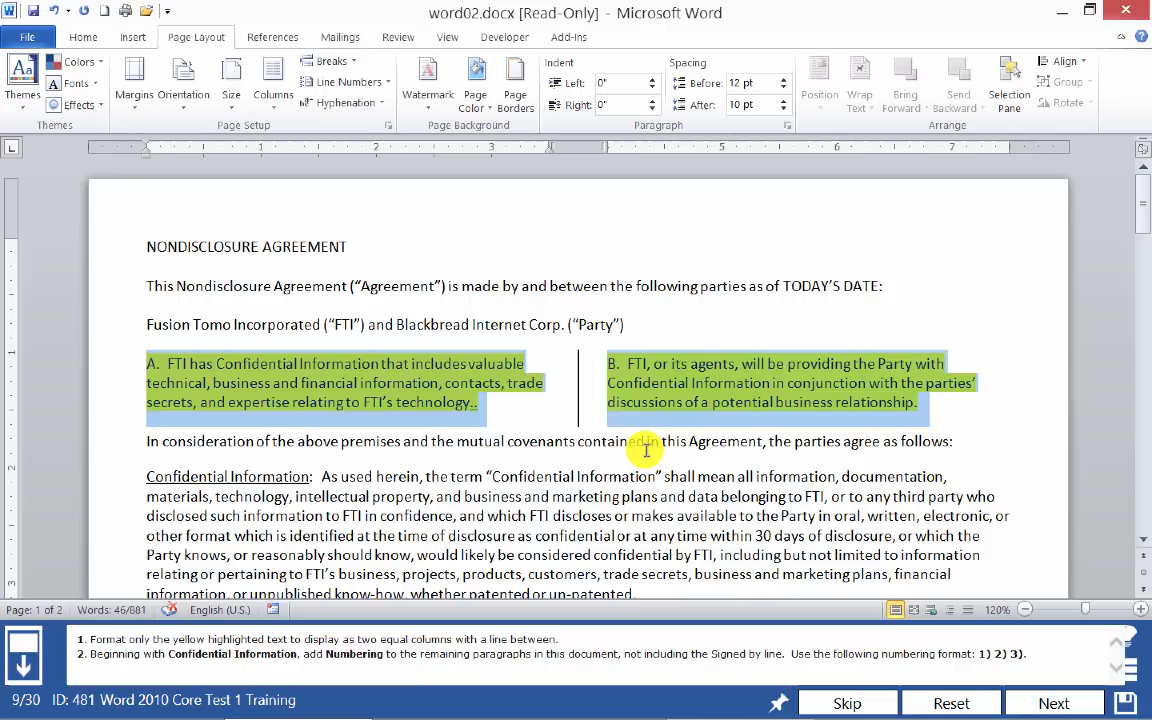 word02.docx [Read-Only] - Microsoft Word
File Home Insert Page Layout References Mailings Review View Developer Add-Ins
Themes Colors Fonts Effects
Margins Orientation Size Columns Breaks Line Numbers Hyphenation
Watermark Page Color Page Borders
Indent Left: 0" Right: 0"
Spacing Before: 12 pt After: 10 pt
Position Wrap Text Bring Forward Send Backward Selection Pane Align Group Rotate
Themes Page Setup Page Background Paragraph Arrange
1 2 3 5 6 7
NONDISCLOSURE AGREEMENT
This Nondisclosure Agreement (“Agreement”) is made by and between the following parties as of TODAY’S DATE:
Fusion Tomo Incorporated (“FTI”) and Blackbread Internet Corp. (“Party”)
A. FTI has Confidential Information that includes valuable
technical, business and financial information, contacts, trade
secrets, and expertise relating to FTI’s technology..
B. FTI, or its agents, will be providing the Party with
Confidential Information in conjunction with the parties’
discussions of a potential business relationship.
In consideration of the above premises and the mutual covenants contained in this Agreement, the parties agree as follows:
Confidential Information: As used herein, the term “Confidential Information” shall mean all information, documentation,
materials, technology, intellectual property, and business and marketing plans and data belonging to FTI, or to any third party who
disclosed such information to FTI in confidence, and which FTI discloses or makes available to the Party in oral, written, electronic, or
other format which is identified at the time of disclosure as confidential or at any time within 30 days of disclosure, or which the
Party knows, or reasonably should know, would likely be considered confidential by FTI, including but not limited to information
relating or pertaining to FTI’s business, projects, products, customers, trade secrets, business and marketing plans, financial
information, or unpublished know-how, whether patented or un-patented.
Page: 1 of 2 Words: 46/881 English (U.S.) 120%
1. Format only the yellow highlighted text to display as two equal columns with a line between.
2. Beginning with Confidential Information, add Numbering to the remaining paragraphs in this document, not including the Signed by line. Use the following numbering format: 1) 2) 3).
9/30 ID: 481 Word 2010 Core Test 1 Training Skip Reset Next